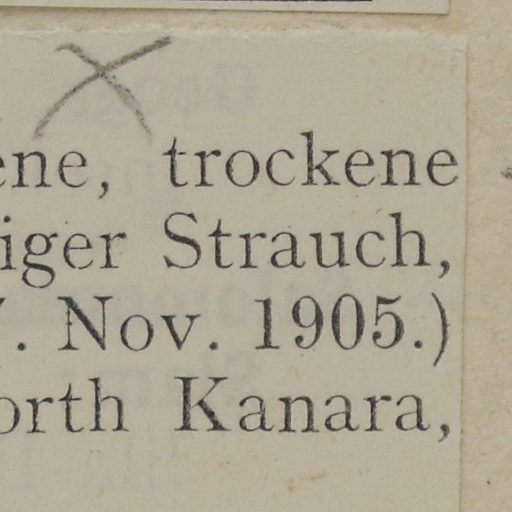 ene, trockene
iger Strauch,
. Nov. 1905.)
orth Kanara,